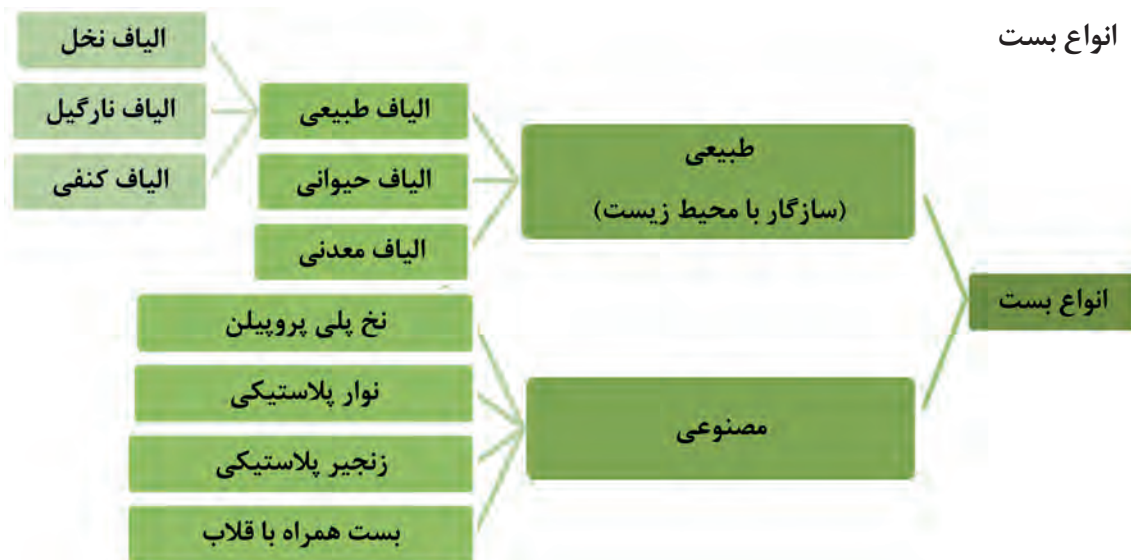 انواع بست
انواع بست
طبیعی
(سازگار با محیط زیست)
الیاف طبیعی
الیاف نخل
الیاف نارگیل
الیاف کنفی
الیاف حیوانی
الیاف معدنی
مصنوعی
نخ پلی پروپیلن
نوار پلاستیکی
زنجیر پلاستیکی
بست همراه با قلاب